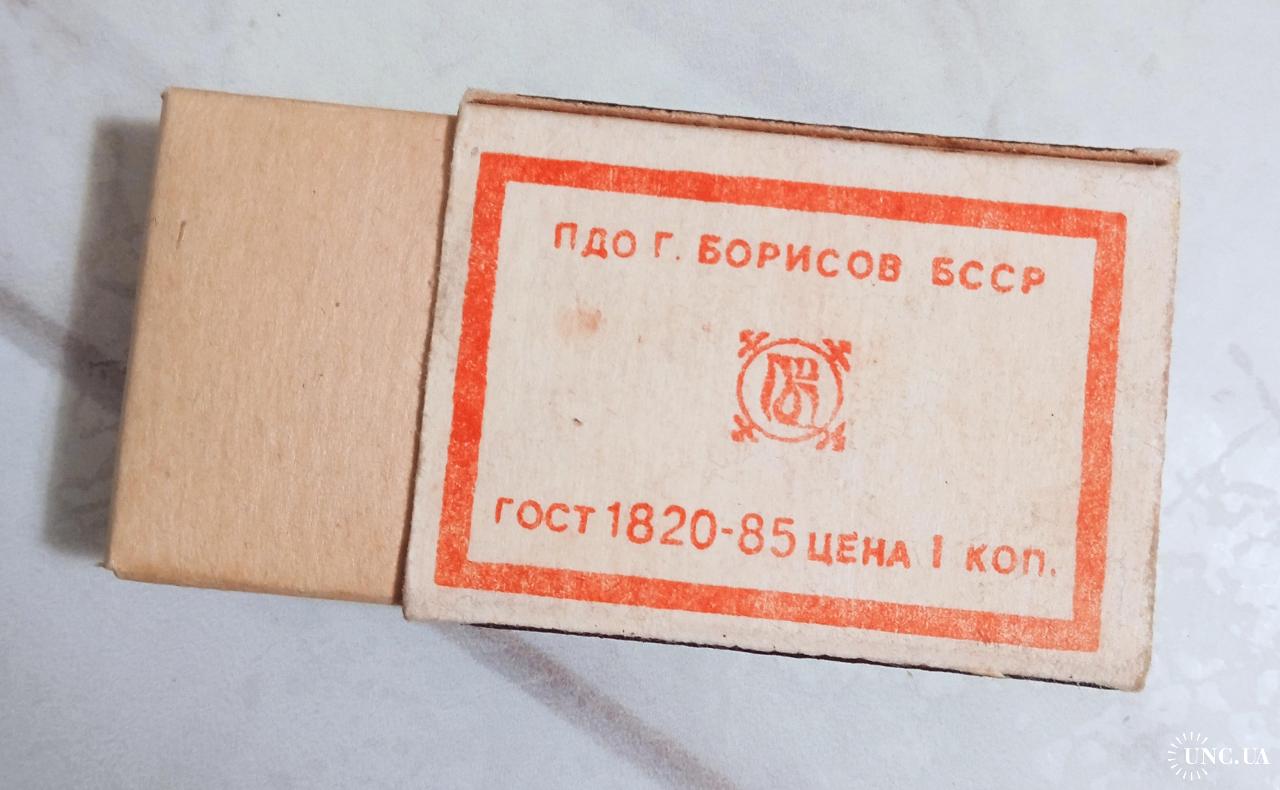 ПДО Г. БОРИСОВ БССР
ГОСТ 1820-85 ЦЕНА 1 КОП.
UNC.UA